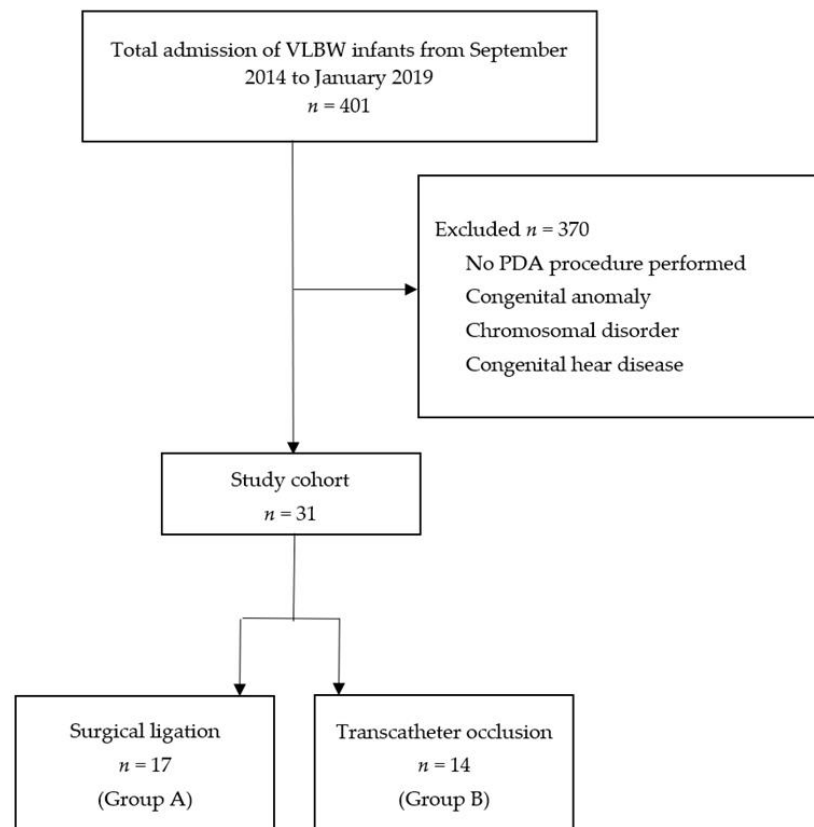 Total admission of VLBW infants from September
2014 to January 2019
n = 401
Excluded n = 370
No PDA procedure performed
Congenital anomaly
Chromosomal disorder
Congenital hear disease
Study cohort
n = 31
Surgical ligation
n = 17
(Group A)
Transcatheter occlusion
n = 14
(Group B)